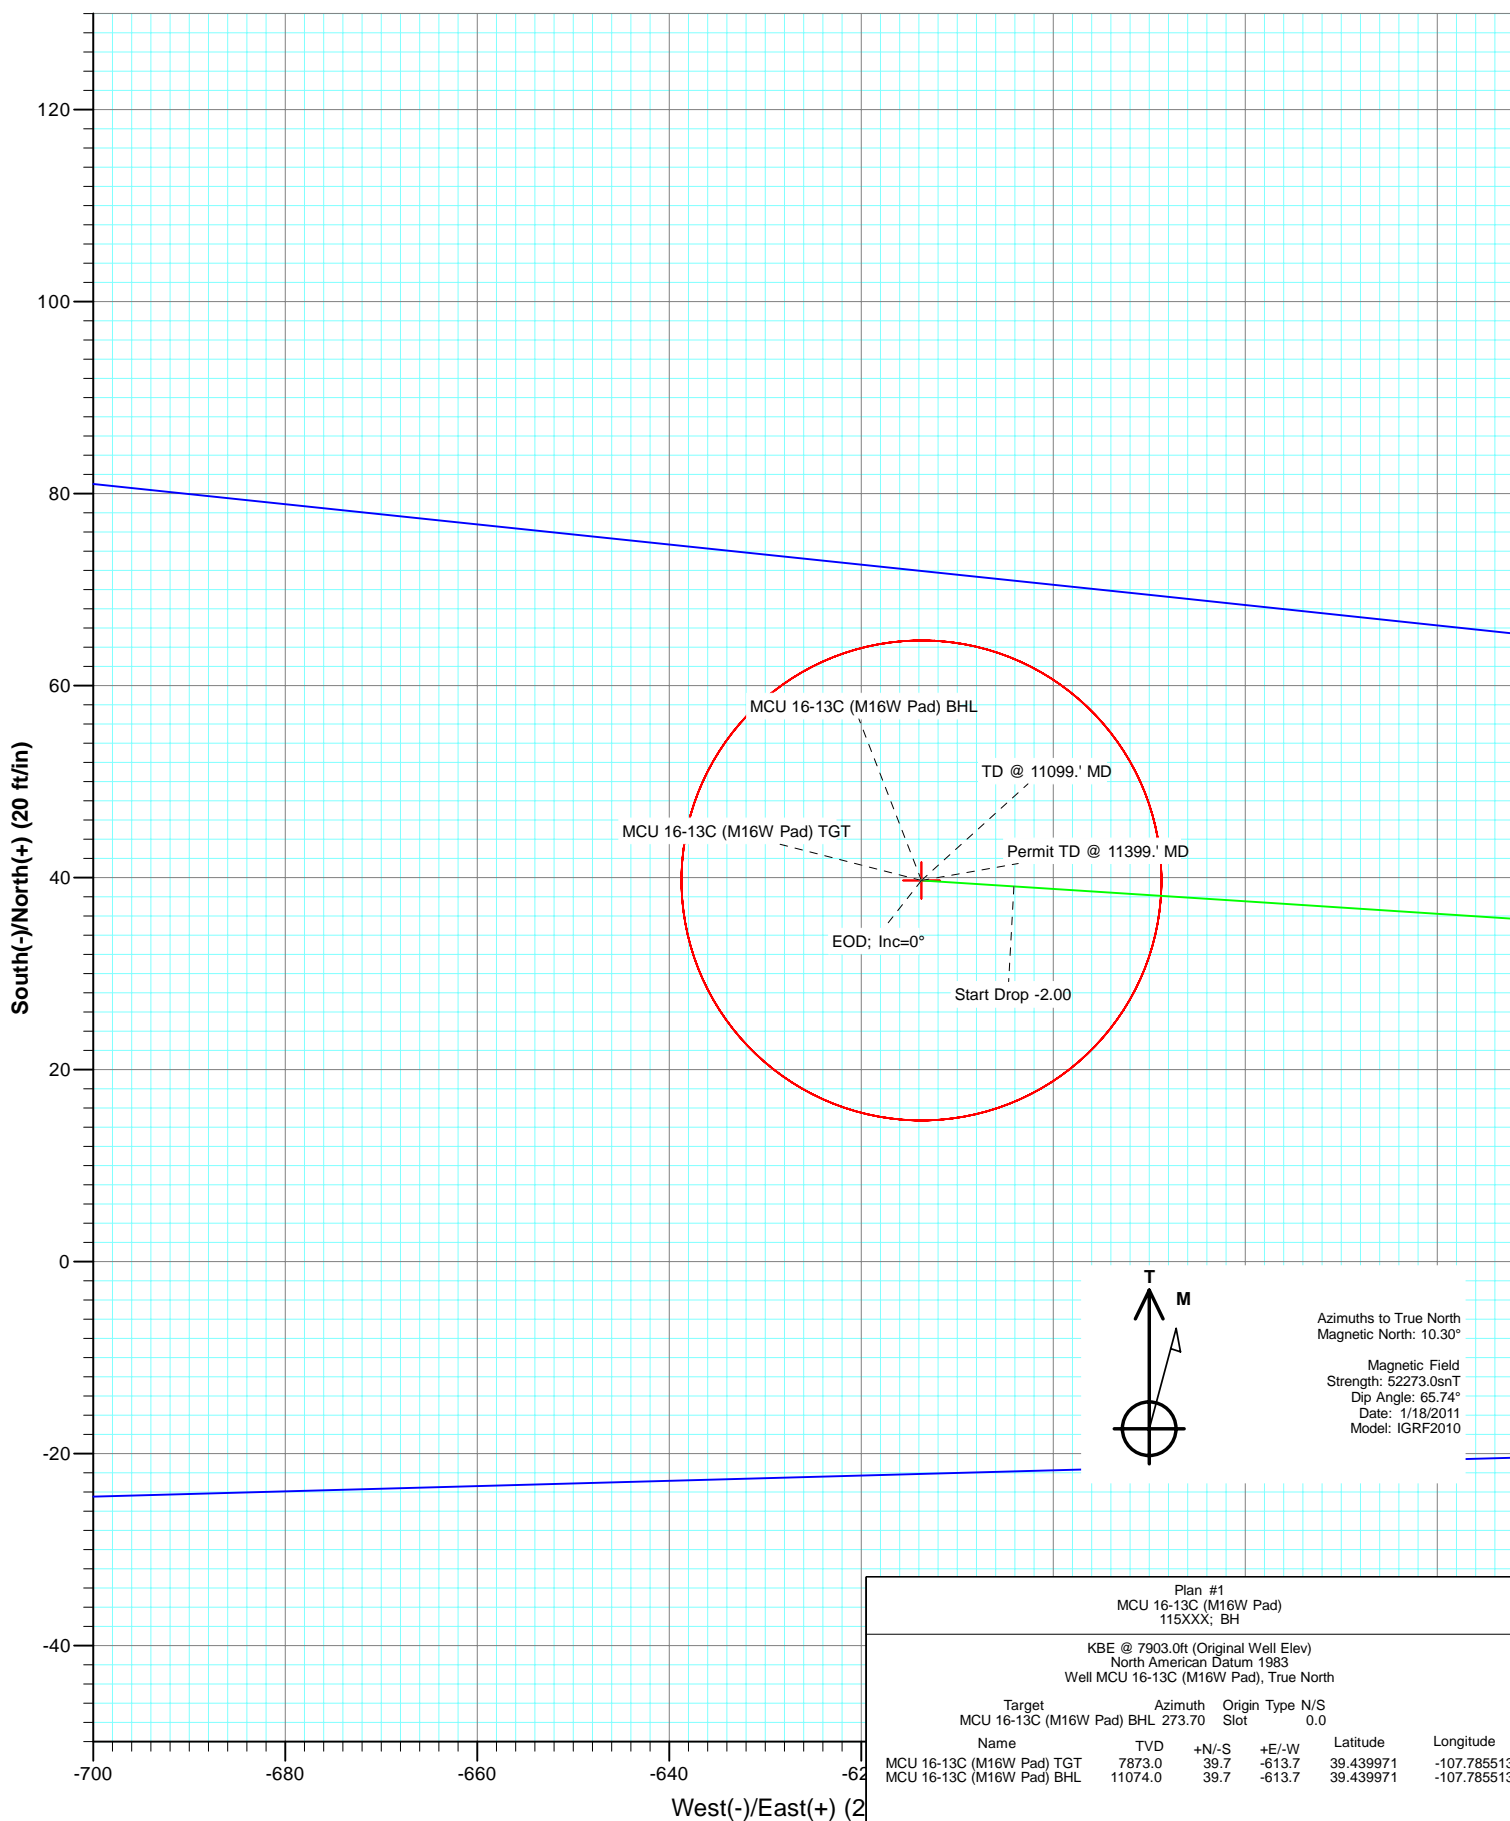 120
100
80
60
40
20
0
-20
-40
South(-)/North(+) (20 ft/in)
MCU 16-13C (M16W Pad) BHL
TD @ 11099.' MD
MCU 16-13C (M16W Pad) TGT
Permit TD @ 11399.' MD
EOD; Inc=0°
Start Drop -2.00
T
M
Azimuths to True North
Magnetic North: 10.30°
Magnetic Field
Strength: 52273.0snT
Dip Angle: 65.74°
Date: 1/18/2011
Model: IGRF2010
Plan #1
MCU 16-13C (M16W Pad)
115XXX; BH
KBE @ 7903.0ft (Original Well Elev)
North American Datum 1983
Well MCU 16-13C (M16W Pad), True North
Target Azimuth Origin Type N/S
MCU 16-13C (M16W Pad) BHL 273.70 Slot 0.0
Name TVD +N/-S +E/-W Latitude Longitude
MCU 16-13C (M16W Pad) TGT 7873.0 39.7 -613.7 39.439971 -107.785513
MCU 16-13C (M16W Pad) BHL 11074.0 39.7 -613.7 39.439971 -107.785513
-700 -680 -660 -640 -62
West(-)/East(+) (2